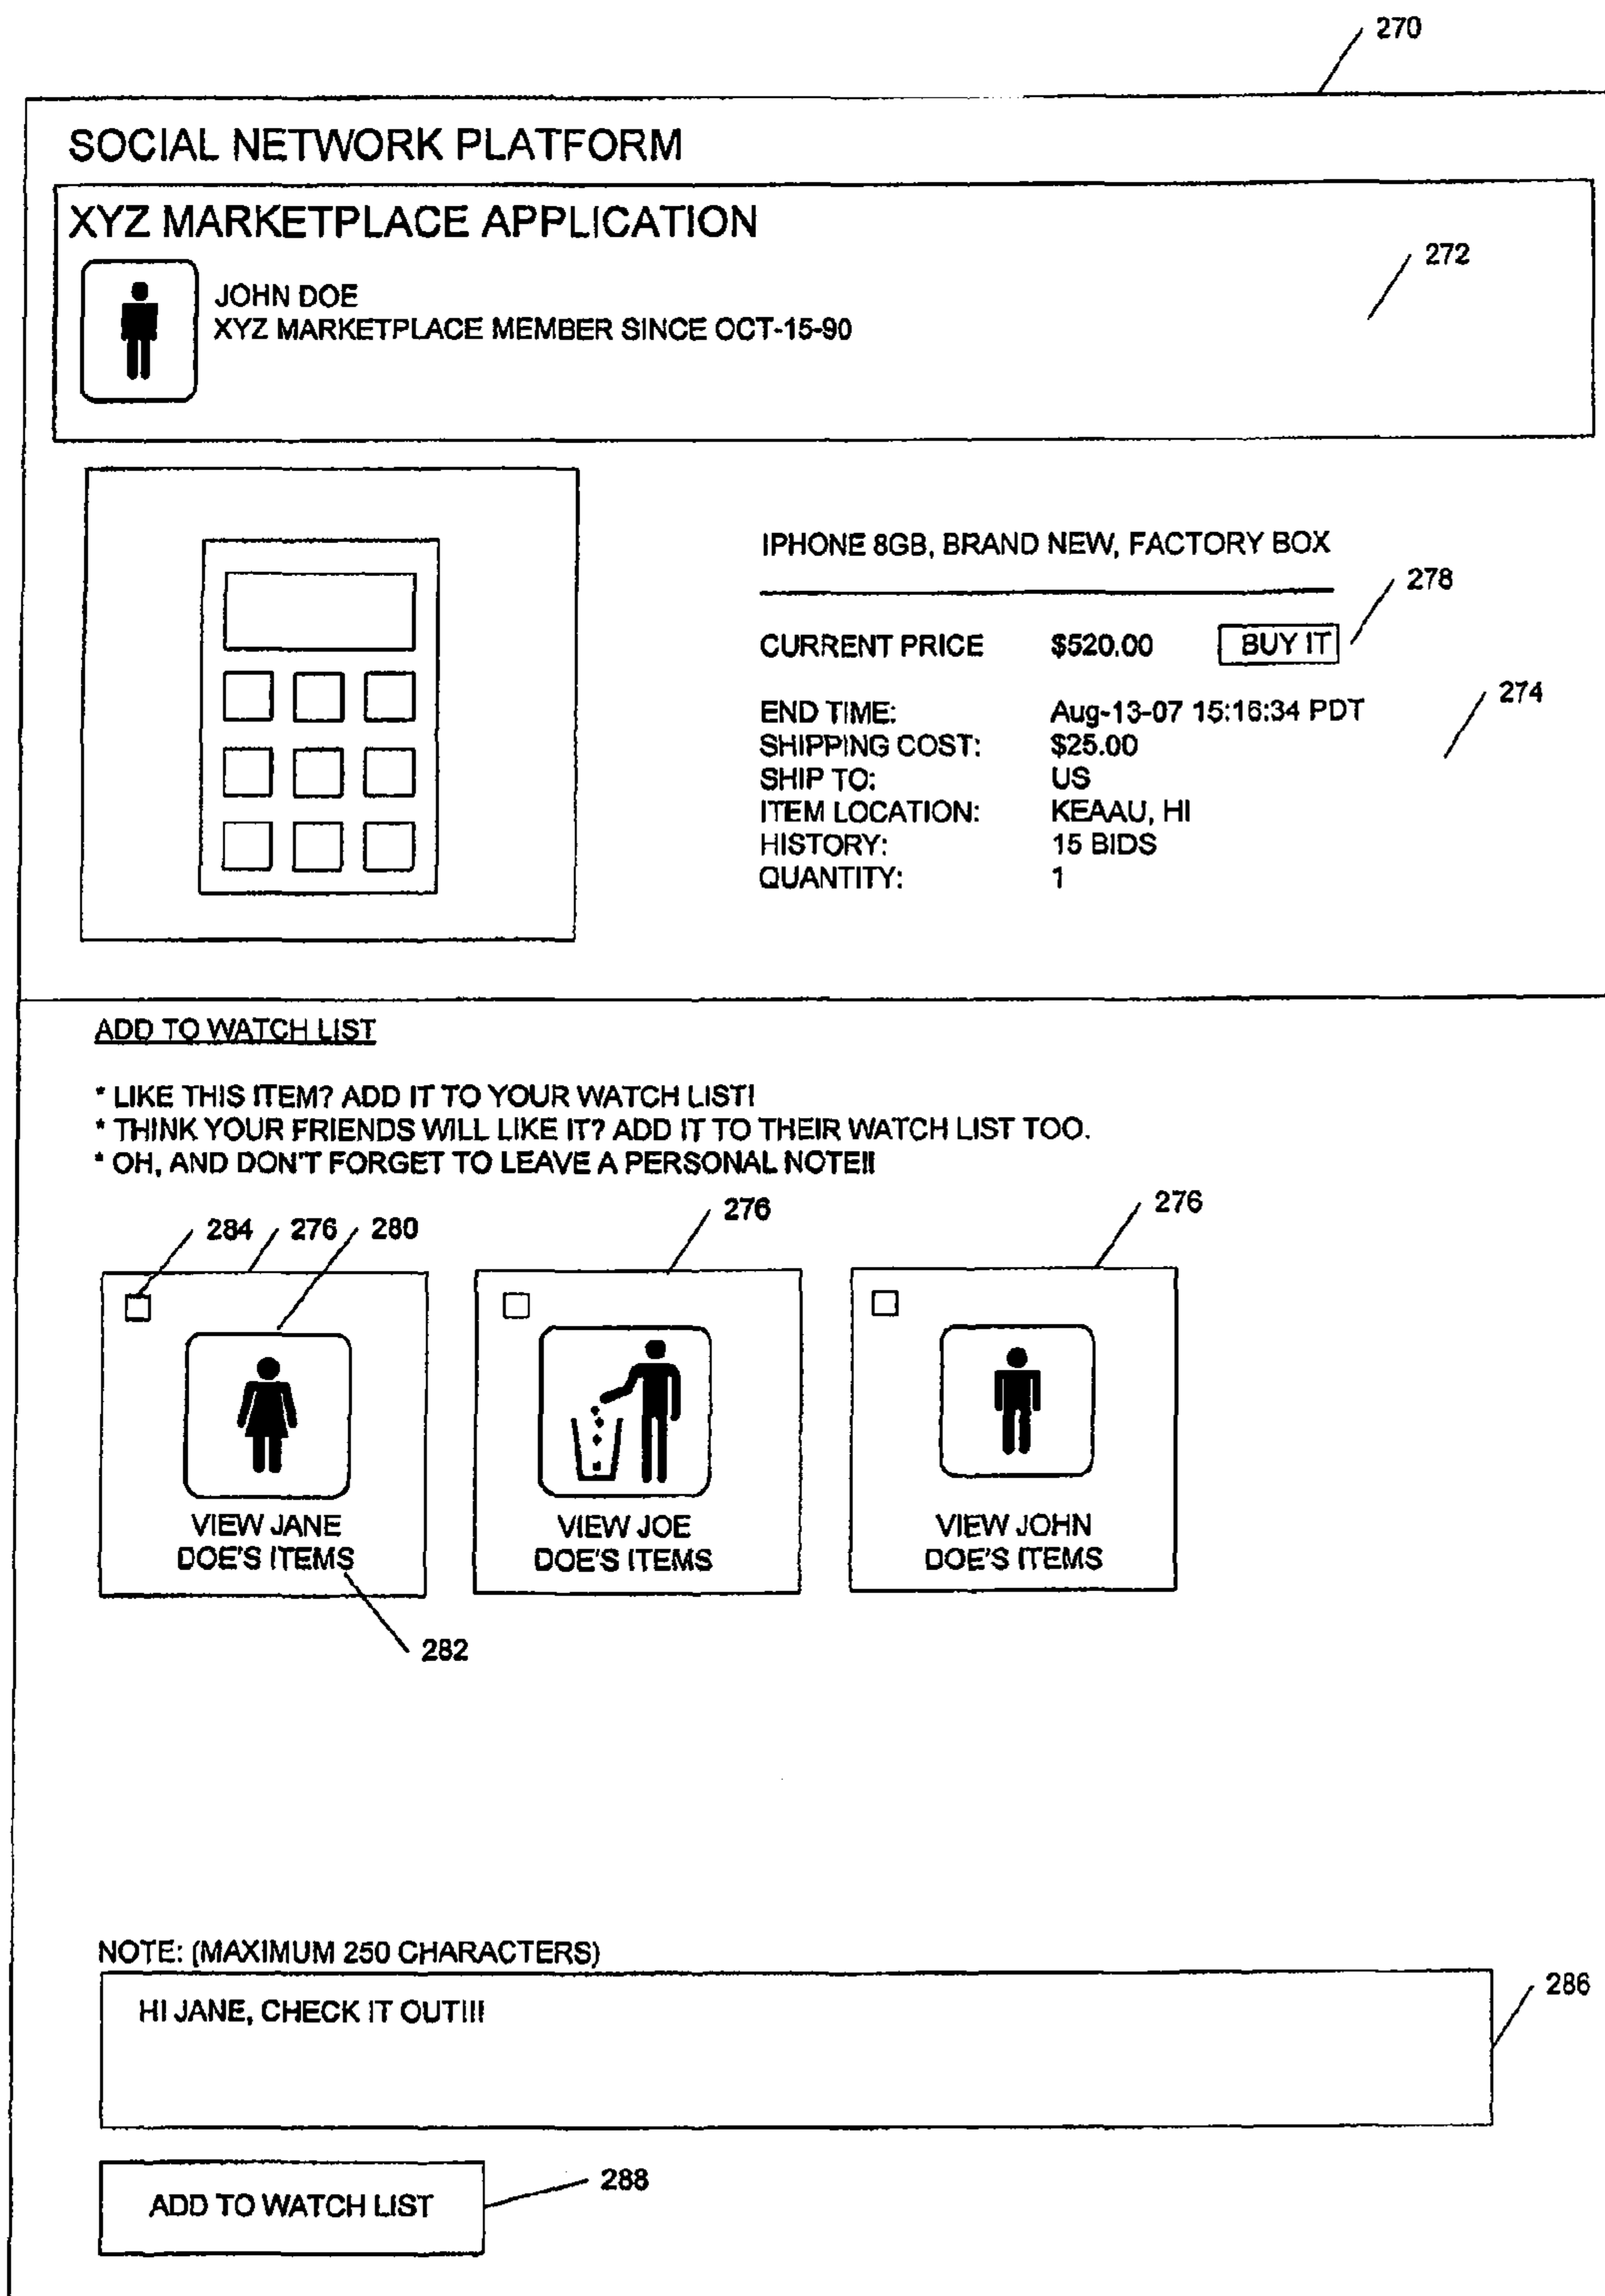 270
SOCIAL NETWORK PLATFORM
XYZ MARKETPLACE APPLICATION
272
JOHN DOE
XYZ MARKETPLACE MEMBER SINCE OCT-15-90
IPHONE 8GB, BRAND NEW, FACTORY BOX
278
CURRENT PRICE $520.00 BUY IT
274
END TIME: Aug-13-07 15:16:34 PDT
SHIPPING COST: $25.00
SHIP TO: US
ITEM LOCATION: KEAAU, HI
HISTORY: 15 BIDS
QUANTITY: 1
ADD TO WATCH LIST
* LIKE THIS ITEM? ADD IT TO YOUR WATCH LIST!
* THINK YOUR FRIENDS WILL LIKE IT? ADD IT TO THEIR WATCH LIST TOO.
* OH, AND DON'T FORGET TO LEAVE A PERSONAL NOTE!!
284 276 280 276 276
VIEW JANE
DOE'S ITEMS
VIEW JOE
DOE'S ITEMS
VIEW JOHN
DOE'S ITEMS
282
NOTE: (MAXIMUM 250 CHARACTERS)
HI JANE, CHECK IT OUT!!!
286
ADD TO WATCH LIST
288